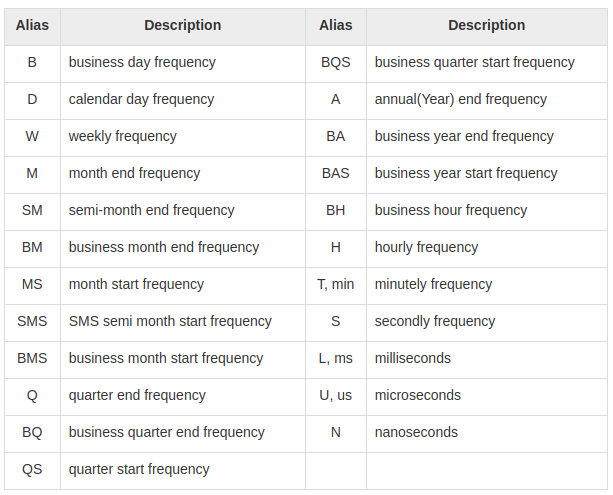 Alias Description Alias Description
B business day frequency BQS business quarter start frequency
D calendar day frequency A annual(Year) end frequency
W weekly frequency BA business year end frequency
M month end frequency BAS business year start frequency
SM semi-month end frequency BH business hour frequency
BM business month end frequency H hourly frequency
MS month start frequency T, min minutely frequency
SMS SMS semi month start frequency S secondly frequency
BMS business month start frequency L, ms milliseconds
Q quarter end frequency U, us microseconds
BQ business quarter end frequency N nanoseconds
QS quarter start frequency